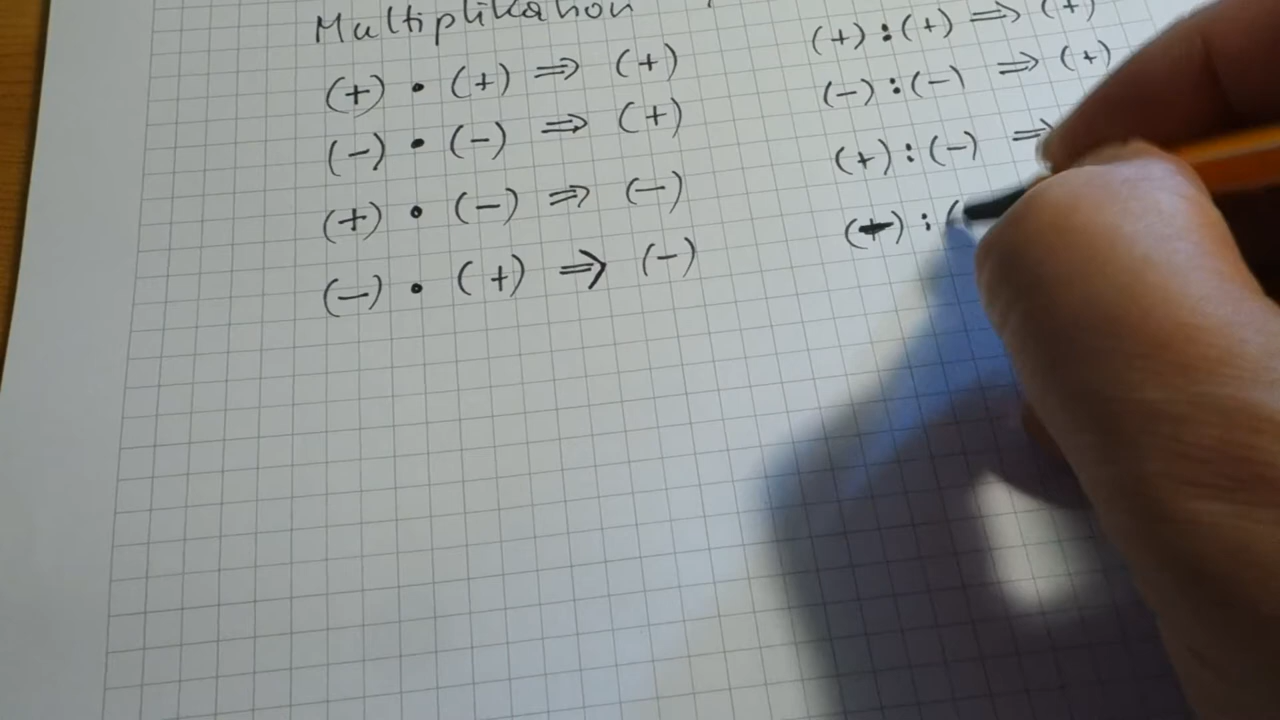 Multiplikation
(+) • (+) ⇒ (+)
(-) • (-) ⇒ (+)
(+) • (-) ⇒ (-)
(-) • (+) ⇒ (-)
(+) : (+) ⇒ (+)
(-) : (-) ⇒ (+)
(+) : (-) ⇒
(-) : (